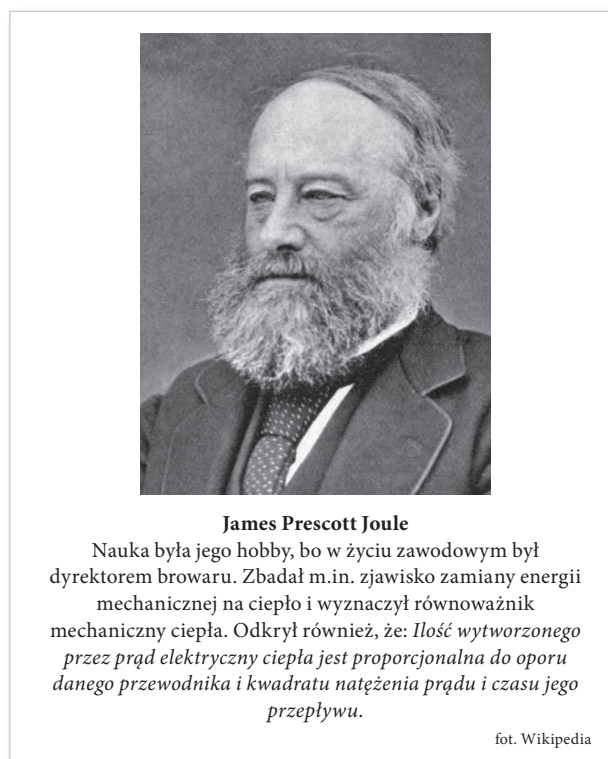 James Prescott Joule
Nauka była jego hobby, bo w życiu zawodowym był
dyrektorem browaru. Zbadał m.in. zjawisko zamiany energii
mechanicznej na ciepło i wyznaczył równoważnik
mechaniczny ciepła. Odkrył również, że: Ilość wytworzonego
przez prąd elektryczny ciepła jest proporcjonalna do oporu
danego przewodnika i kwadratu natężenia prądu i czasu jego
przepływu.
fot. Wikipedia